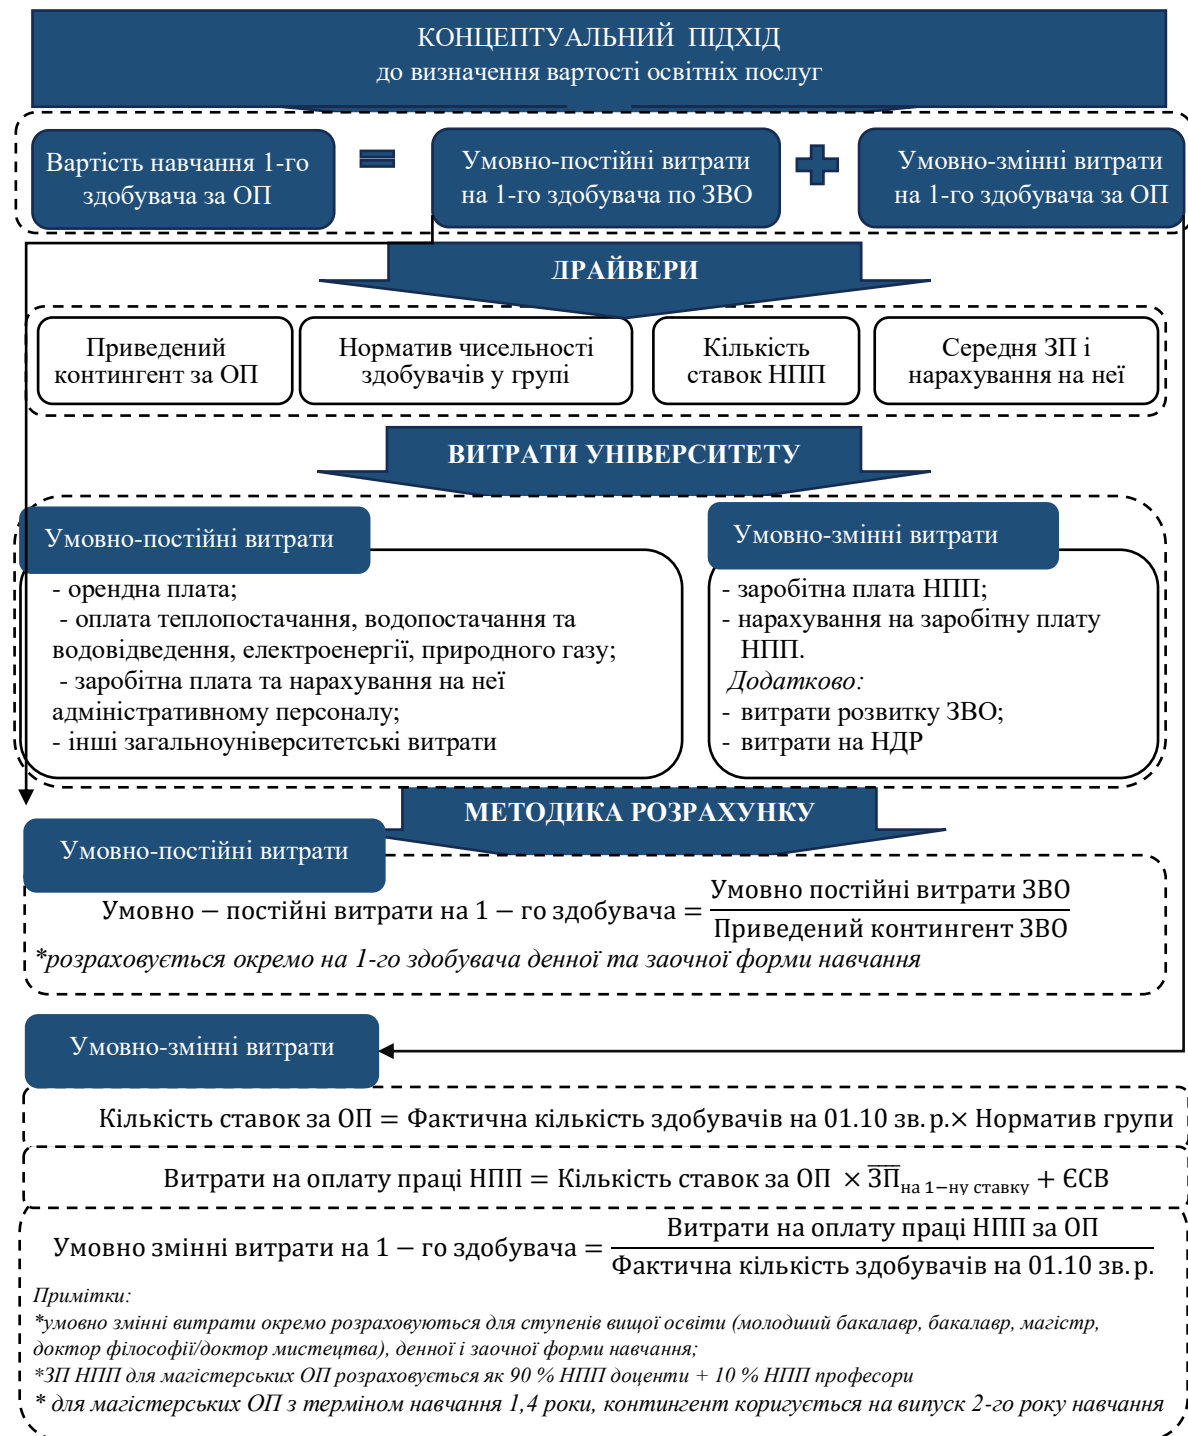 КОНЦЕПТУАЛЬНИЙ ПІДХІД
до визначення вартості освітніх послуг
Вартість навчання 1-го
здобувача за ОП
=
Умовно-постійні витрати
на 1-го здобувача по ЗВО
+
Умовно-змінні витрати
на 1-го здобувача за ОП
ДРАЙВЕРИ
Приведений
контингент за ОП
Норматив чисельності
здобувачів у групі
Кількість
ставок НПП
Середня ЗП і
нарахування на неї
ВИТРАТИ УНІВЕРСИТЕТУ
Умовно-постійні витрати
- орендна плата;
- оплата теплопостачання, водопостачання та
водовідведення, електроенергії, природного газу;
- заробітна плата та нарахування на неї
адміністративному персоналу;
- інші загальноуніверситетські витрати
Умовно-змінні витрати
- заробітна плата НПП;
- нарахування на заробітну плату
НПП.
Додатково:
- витрати розвитку ЗВО;
- витрати на НДР
МЕТОДИКА РОЗРАХУНКУ
Умовно-постійні витрати
Умовно − постійні витрати на 1 − го здобувача = Умовно постійні витрати ЗВО
Приведений контингент ЗВО
*розраховується окремо на 1-го здобувача денної та заочної форми навчання
Умовно-змінні витрати
Кількість ставок за ОП = Фактична кількість здобувачів на 01.10 зв. р.× Норматив групи
Витрати на оплату праці НПП = Кількість ставок за ОП × З̅П̅ на 1−ну ставку + ЄСВ
Умовно змінні витрати на 1 − го здобувача = Витрати на оплату праці НПП за ОП
Фактична кількість здобувачів на 01.10 зв. р.
Примітки:
*умовно змінні витрати окремо розраховуються для ступенів вищої освіти (молодший бакалавр, бакалавр, магістр,
доктор філософії/доктор мистецтва), денної і заочної форми навчання;
*ЗП НПП для магістерських ОП розраховується як 90 % НПП доценти + 10 % НПП професори
* для магістерських ОП з терміном навчання 1,4 роки, контингент коригується на випуск 2-го року навчання